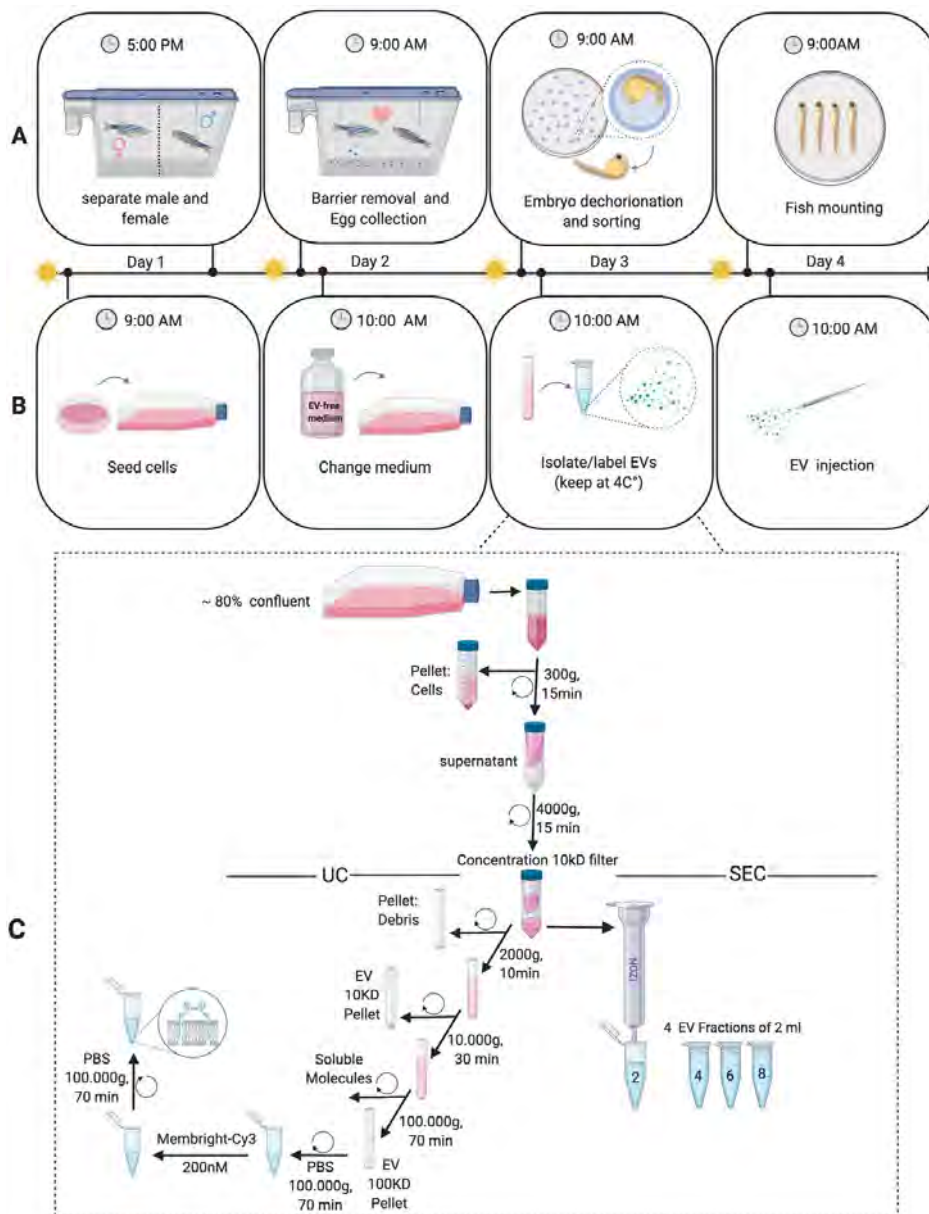 A
5:00 PM
separate male and
female
9:00 AM
Barrier removal and
Egg collection
9:00 AM
Embryo dechorionation
and sorting
9:00AM
Fish mounting
Day 1
Day 2
Day 3
Day 4
B
9:00 AM
Seed cells
10:00 AM
EV-free
medium
Change medium
10:00 AM
Isolate/label EVs
(keep at 4C°)
10:00 AM
EV injection
C
~ 80% confluent
Pellet:
Cells
300g,
15min
supernatant
4000g,
15 min
Concentration 10kD filter
UC
SEC
Pellet:
Debris
2000g,
10min
EV
10KD
Pellet
10.000g,
30 min
Soluble
Molecules
100.000g,
70 min
EV
100KD
Pellet
PBS
100.000g,
70 min
Membright-Cy3
200nM
PBS
100.000g,
70 min
IZON
4 EV Fractions of 2 ml
2
4
6
8